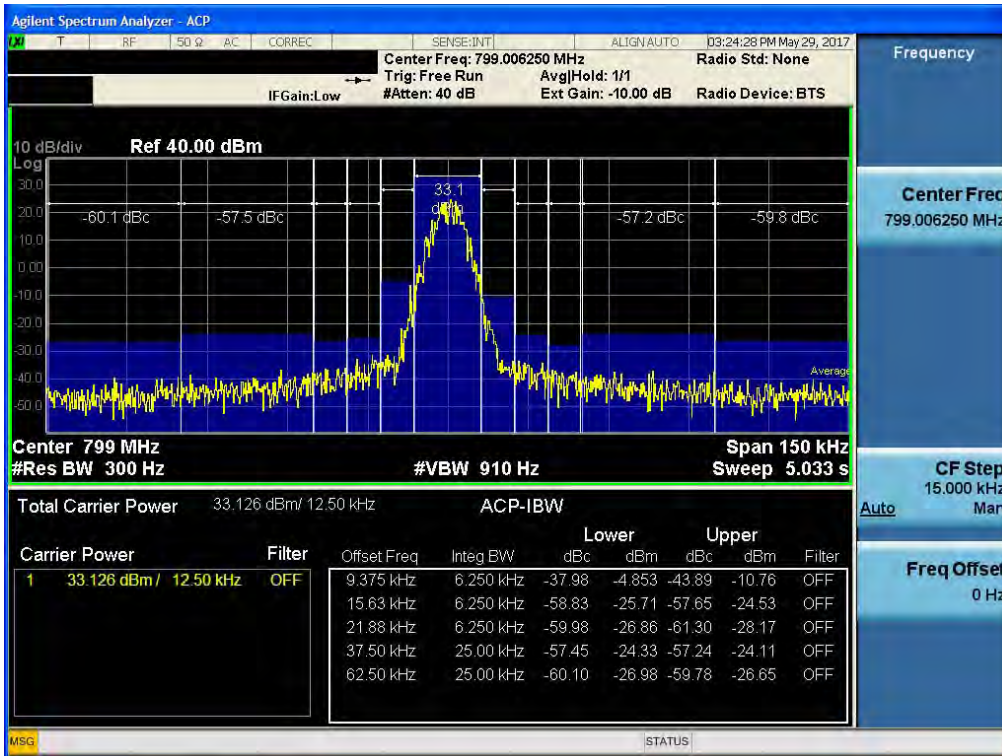 Agilent Spectrum Analyzer - ACP
LXI T RF 50 Ω AC CORREC SENSE:INT ALIGN AUTO 03:24:28 PM May 29, 2017
Center Freq: 799.006250 MHz Radio Std: None
Trig: Free Run Avg|Hold: 1/1
IFGain:Low #Atten: 40 dB Ext Gain: -10.00 dB Radio Device: BTS
10 dB/div Ref 40.00 dBm
Log
30.0
20.0
10.0
0.00
-10.0
-20.0
-30.0
-40.0
-50.0
33.1
-60.1 dBc -57.5 dBc -57.2 dBc -59.8 dBc
Average
Center 799 MHz Span 150 kHz
#Res BW 300 Hz #VBW 910 Hz Sweep 5.033 s
Total Carrier Power 33.126 dBm/ 12.50 kHz ACP-IBW
Lower Upper
Carrier Power Filter
1 33.126 dBm / 12.50 kHz OFF
Offset Freq Integ BW dBc dBm dBc dBm Filter
9.375 kHz 6.250 kHz -37.98 -4.853 -43.89 -10.76 OFF
15.63 kHz 6.250 kHz -58.83 -25.71 -57.65 -24.53 OFF
21.88 kHz 6.250 kHz -59.98 -26.86 -61.30 -28.17 OFF
37.50 kHz 25.00 kHz -57.45 -24.33 -57.24 -24.11 OFF
62.50 kHz 25.00 kHz -60.10 -26.98 -59.78 -26.65 OFF
MSG STATUS
Frequency
Center Freq
799.006250 MHz
CF Step
15.000 kHz
Auto Man
Freq Offset
0 Hz